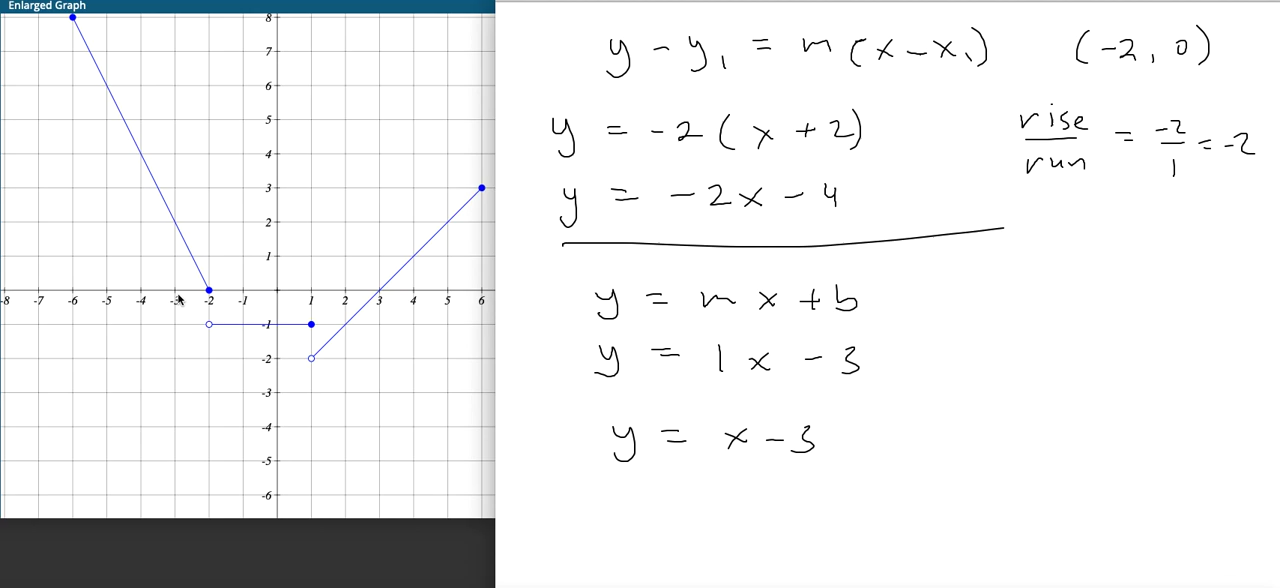 Enlarged Graph
8
7
6
5
4
3
2
1
-8 -7 -6 -5 -4 -3 -2 -1 1 2 3 4 5 6
-1
-2
-3
-4
-5
-6
y - y₁ = m(x-x₁) (-2, 0)
y = -2(x+2) rise/run = -2/1 = -2
y = -2x - 4
y = mx+b
y = 1x - 3
y = x-3